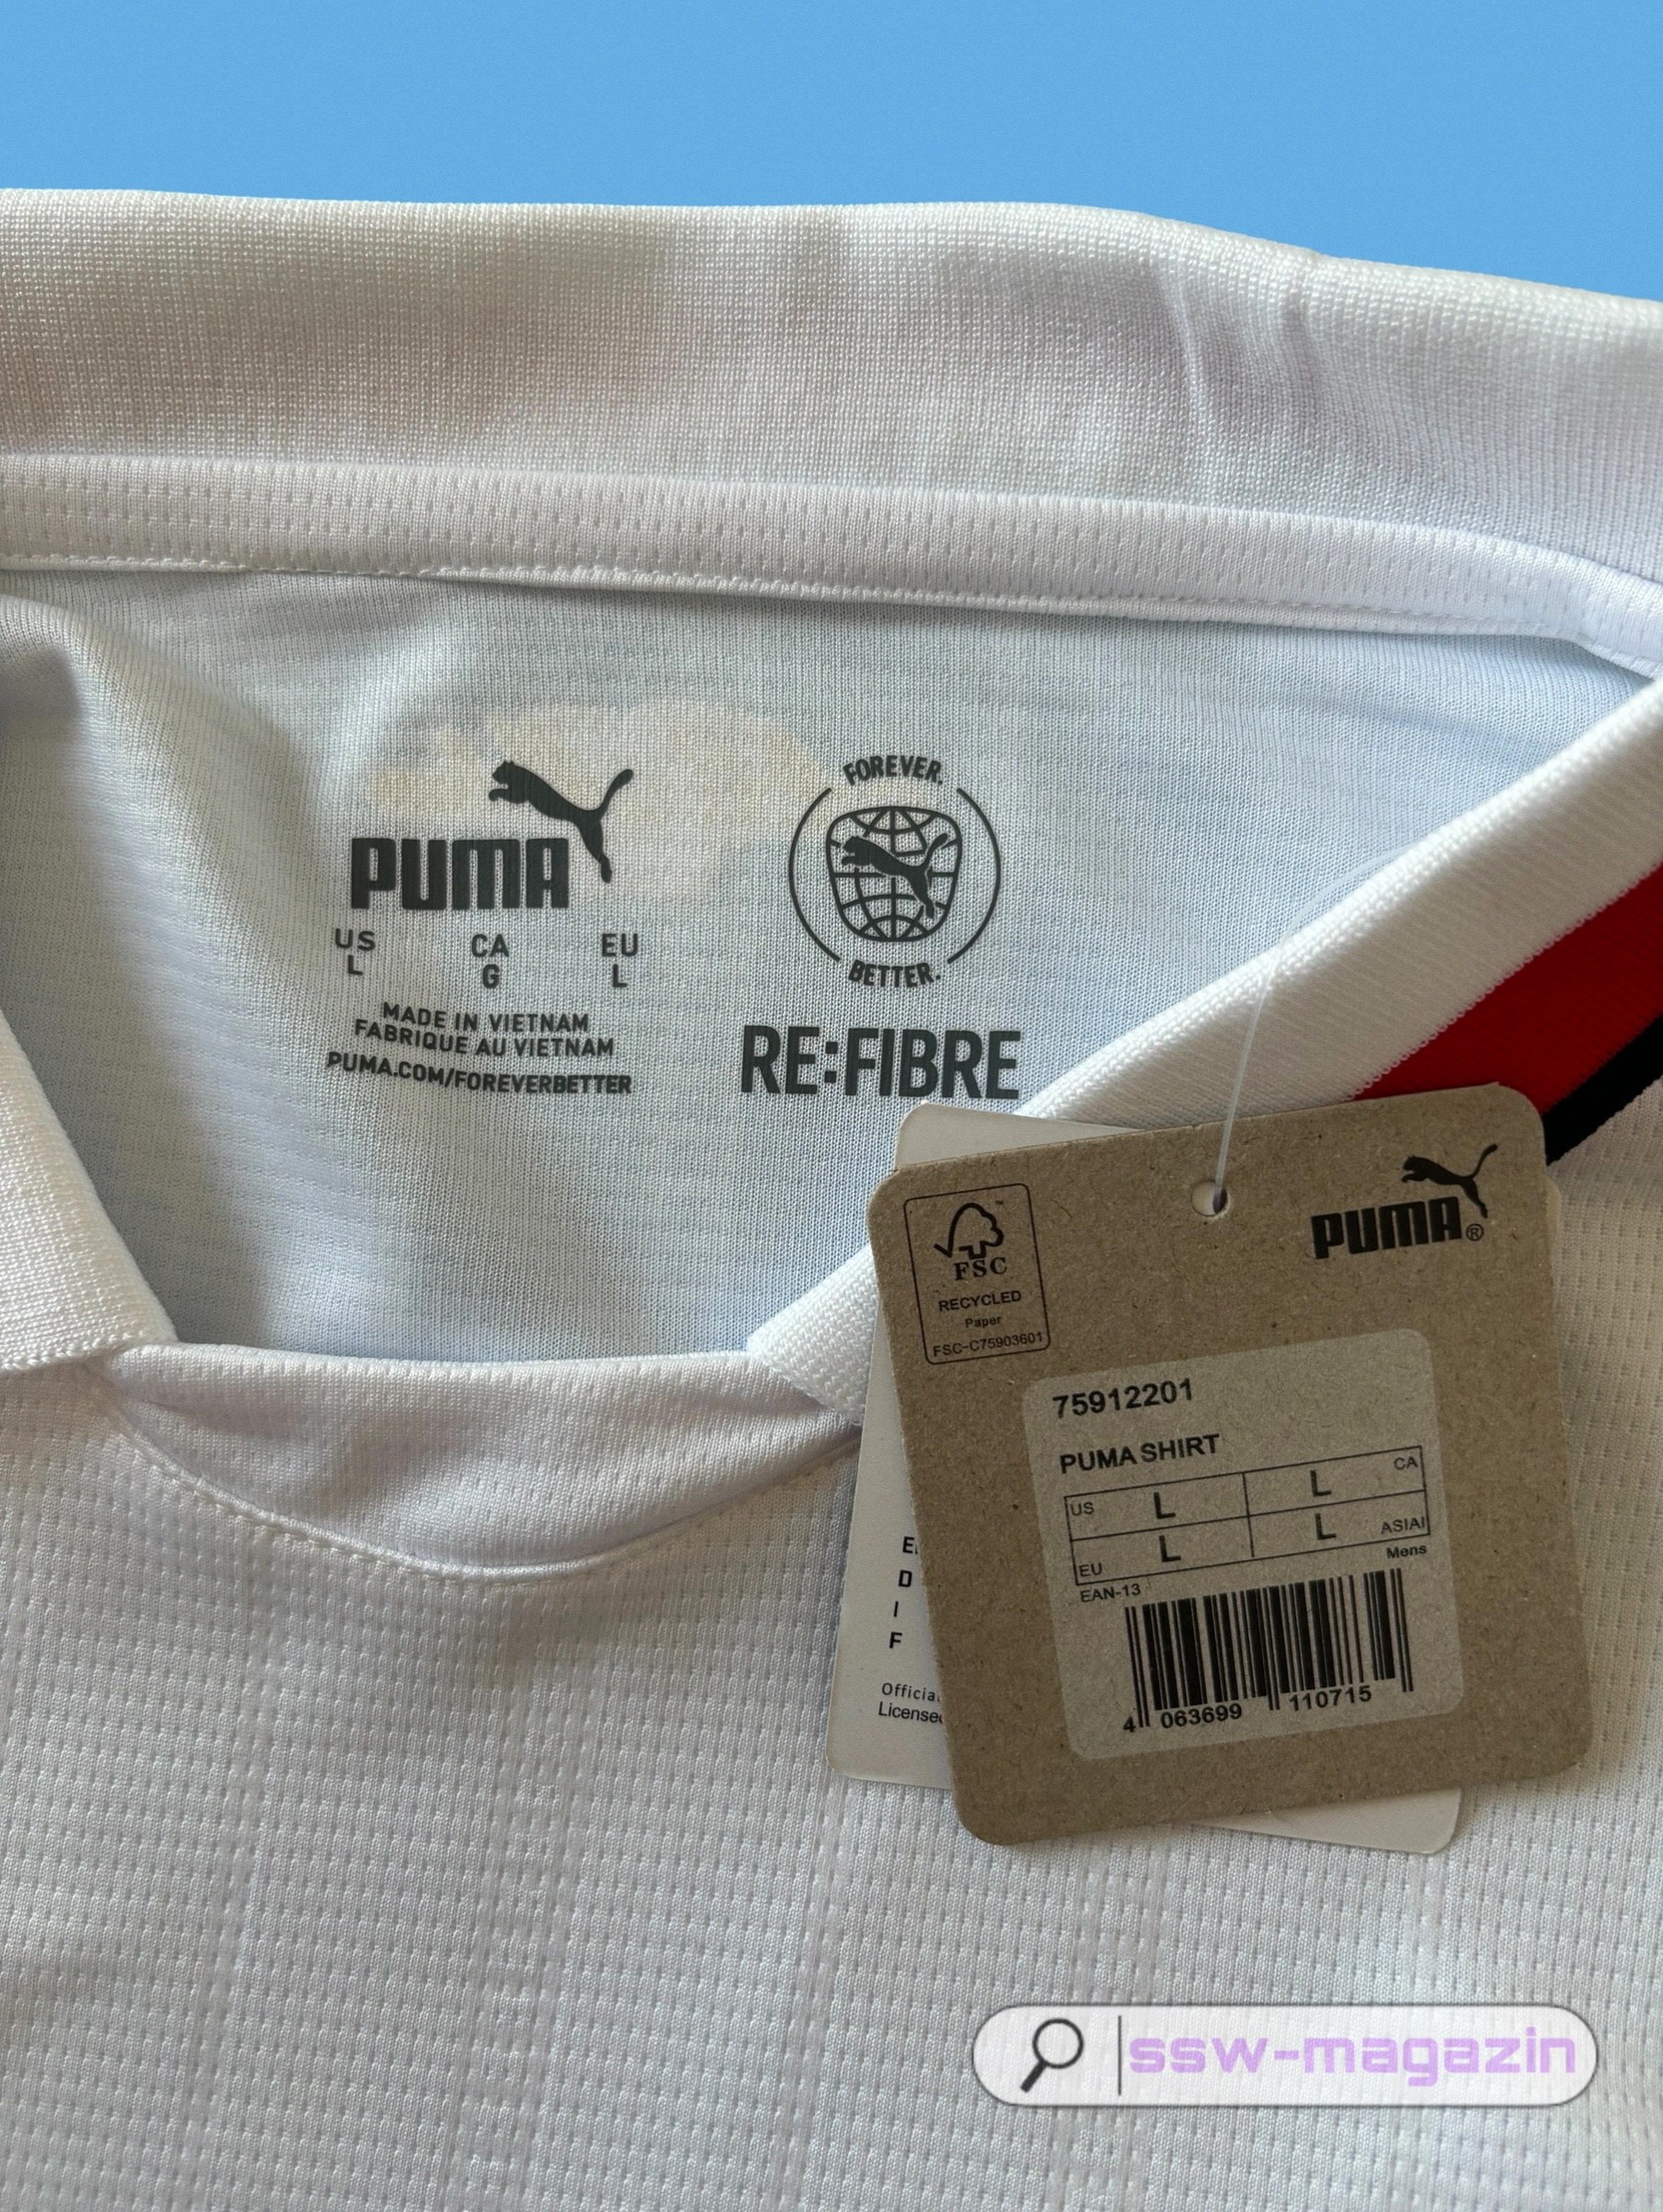 PUMA
US CA EU
L G L
MADE IN VIETNAM
FABRIQUE AU VIETNAM
PUMA.COM/FOREVERBETTER
FOREVER.
BETTER.
RE:FIBRE
FSC
RECYCLED
Paper
FSC-C75903601
PUMA®
75912201
PUMA SHIRT
US L L CA
EU L L ASIAI
Mens
EAN-13
4 063699 110715
D
I
F
ssw-magazin